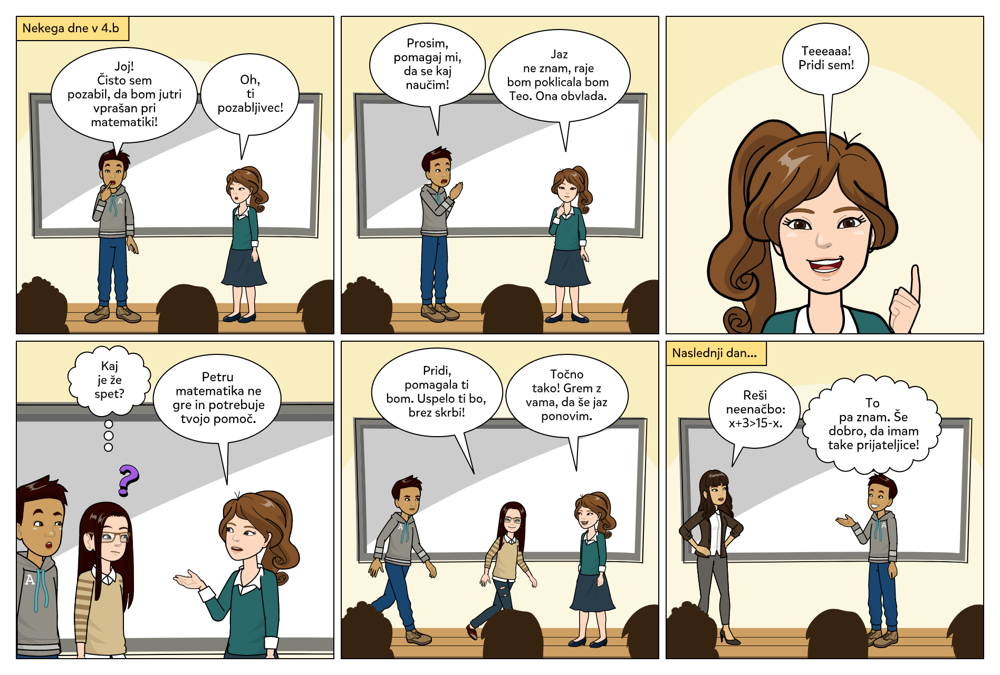 Nekega dne v 4.b
Joj!
Čisto sem
pozabil, da bom jutri
vprašan pri
matematiki!
Oh,
ti
pozabljivec!
A
Prosim,
pomagaj mi,
da se kaj
naučim!
Jaz
ne znam, raje
bom poklicala bom
Teo. Ona obvlada.
Teeeaaa!
Pridi sem!
Kaj
je že
spet?
?
Petru
matematika ne
gre in potrebuje
tvojo pomoč.
A
Pridi,
pomagala ti
bom. Uspelo ti bo,
brez skrbi!
Točno
tako! Grem z
vama, da še jaz
ponovim.
A
Naslednji dan...
Reši
neenačbo:
x+3>15-x.
To
pa znam. Še
dobro, da imam
take prijateljice!
A